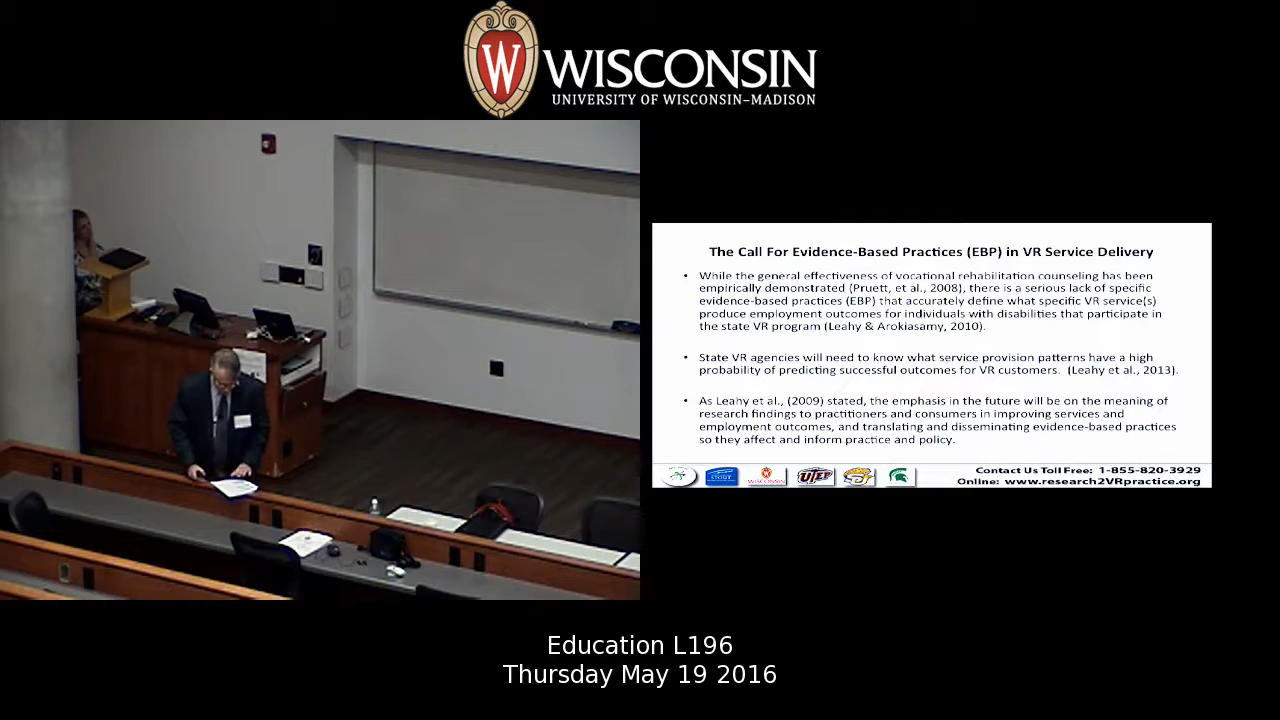 W
WISCONSIN
UNIVERSITY OF WISCONSIN–MADISON
The Call For Evidence-Based Practices (EBP) in VR Service Delivery
• While the general effectiveness of vocational rehabilitation counseling has been
empirically demonstrated (Pruett, et al., 2008), there is a serious lack of specific
evidence-based practices (EBP) that accurately define what specific VR service(s)
produce employment outcomes for individuals with disabilities that participate in
the state VR program (Leahy & Arokiasamy, 2010).
• State VR agencies will need to know what service provision patterns have a high
probability of predicting successful outcomes for VR customers. (Leahy et al., 2013).
• As Leahy et al., (2009) stated, the emphasis in the future will be on the meaning of
research findings to practitioners and consumers in improving services and
employment outcomes, and translating and disseminating evidence-based practices
so they affect and inform practice and policy.
STOUT
WISCONSIN
UTEP
Contact Us Toll Free: 1-855-820-3929
Online: www.research2VRpractice.org
Education L196
Thursday May 19 2016